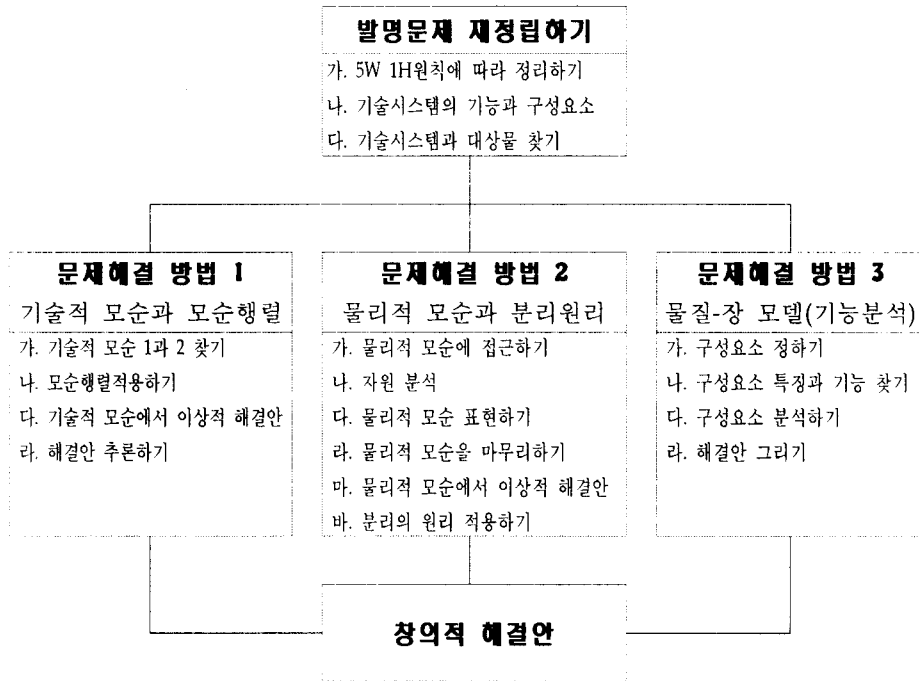 발명문제 재정립하기
가. 5W 1H원칙에 따라 정리하기
나. 기술시스템의 기능과 구성요소
다. 기술시스템과 대상물 찾기
문제해결 방법 1
기술적 모순과 모순행렬
가. 기술적 모순 1과 2 찾기
나. 모순행렬적용하기
다. 기술적 모순에서 이상적 해결안
라. 해결안 추론하기
문제해결 방법 2
물리적 모순과 분리원리
가. 물리적 모순에 접근하기
나. 자원 분석
다. 물리적 모순 표현하기
라. 물리적 모순을 마무리하기
마. 물리적 모순에서 이상적 해결안
바. 분리의 원리 적용하기
문제해결 방법 3
물질-장 모델(기능분석)
가. 구성요소 정하기
나. 구성요소 특징과 기능 찾기
다. 구성요소 분석하기
라. 해결안 그리기
창의적 해결안